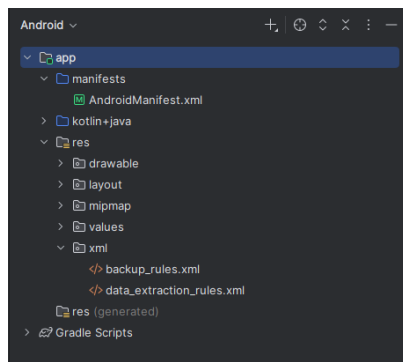 Android
app
manifests
AndroidManifest.xml
kotlin+java
res
drawable
layout
mipmap
values
xml
backup_rules.xml
data_extraction_rules.xml
res (generated)
Gradle Scripts